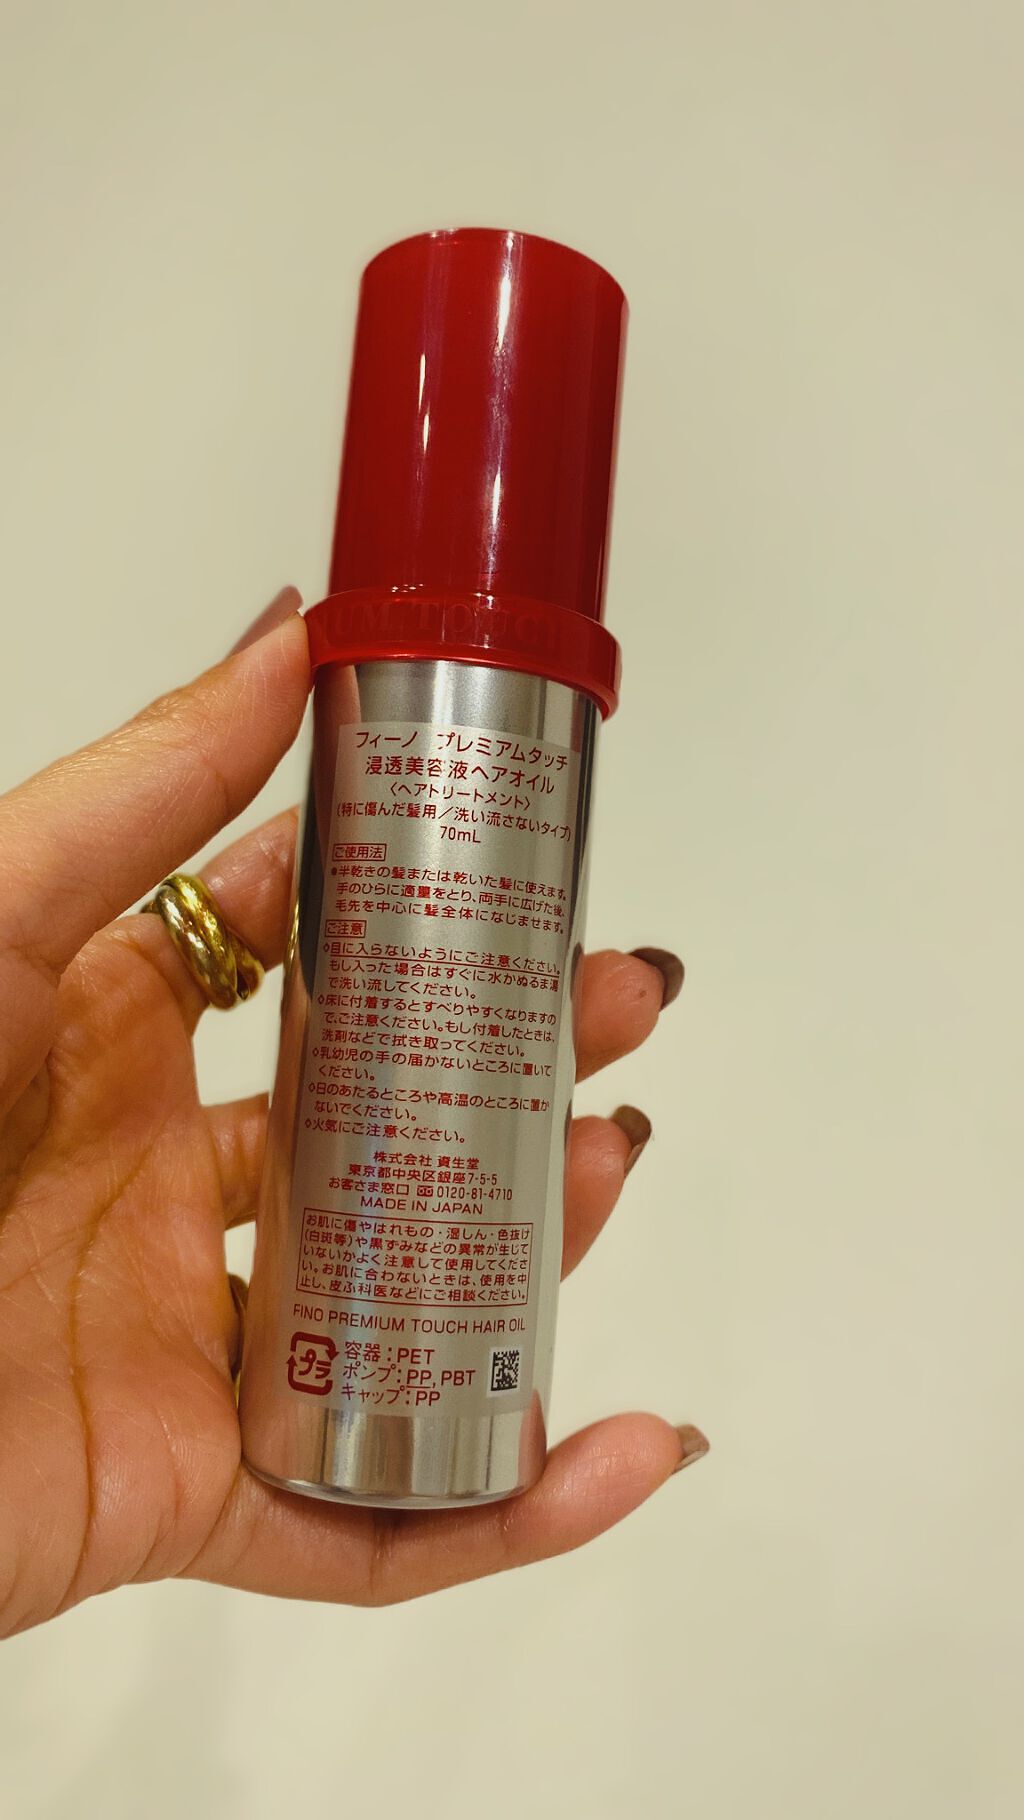 UM TOUC
フィーノ プレミアムタッチ
浸透美容液ヘアオイル
〈ヘアトリートメント〉
(特に傷んだ髪用/洗い流さないタイプ)
70mL
ご使用法
●半乾きの髪または乾いた髪に使えます。
手のひらに適量をとり、両手に広げた後、
毛先を中心に髪全体になじませます。
ご注意
◇目に入らないようにご注意ください。
もし入った場合はすぐに水かぬるま湯
で洗い流してください。
◇床に付着するとすべりやすくなりますの
で、ご注意ください。もし付着したときは、
洗剤などで拭き取ってください。
◇乳幼児の手の届かないところに置いて
ください。
◇日のあたるところや高温のところに置か
ないでください。
◇火気にご注意ください。
株式会社 資生堂
東京都中央区銀座7-5-5
お客さま窓口 0120-81-4710
MADE IN JAPAN
お肌に傷やはれもの・湿しん・色抜け
(白斑等)や黒ずみなどの異常が生じて
いないかよく注意して使用してくださ
い。お肌に合わないときは、使用を中
止し、皮ふ科医などにご相談ください。
FINO PREMIUM TOUCH HAIR OIL
プラ
容器:PET
ポンプ:PP, PBT
キャップ:PP